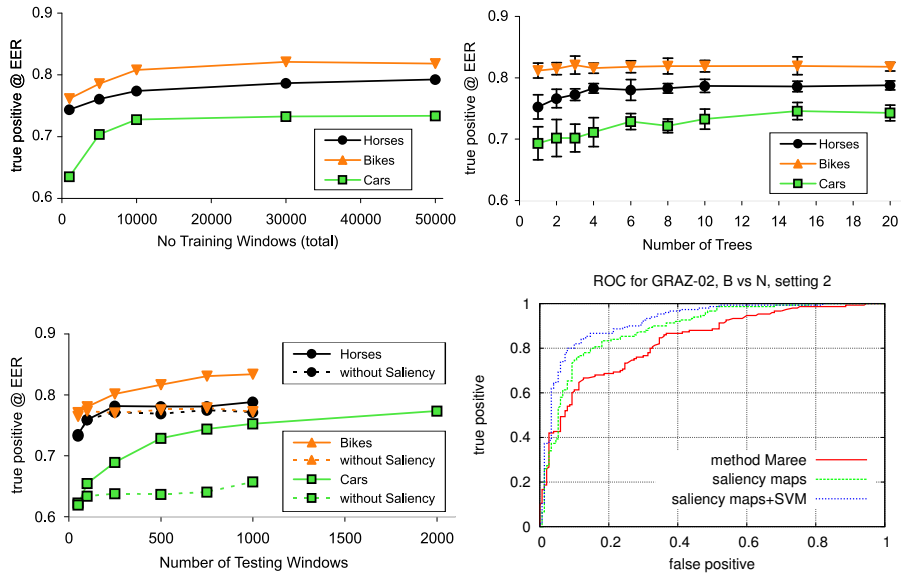 true positive @ EER
0.9
0.8
0.7
0.6
0
10000
20000
30000
40000
50000
No Training Windows (total)
Horses
Bikes
Cars
true positive @ EER
0.9
0.8
0.7
0.6
0
2
4
6
8
10
12
14
16
18
20
Number of Trees
Horses
Bikes
Cars
true positive @ EER
0.9
0.8
0.7
0.6
0
500
1000
1500
2000
Number of Testing Windows
Horses
without Saliency
Bikes
without Saliency
Cars
without Saliency
ROC for GRAZ-02, B vs N, setting 2
true positive
1
0.8
0.6
0.4
0.2
0
0
0.2
0.4
0.6
0.8
1
false positive
method Maree
saliency maps
saliency maps+SVM